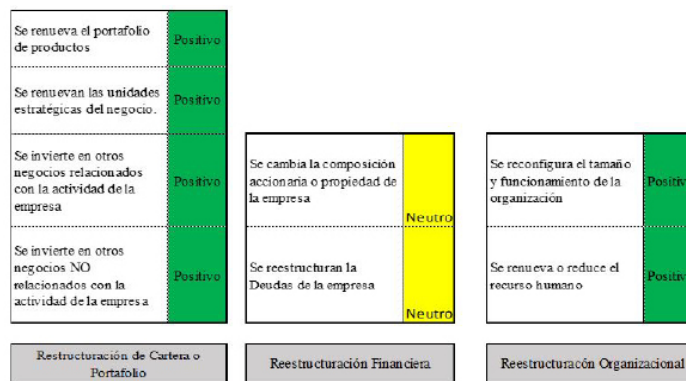 Se renueva el portafolio
de productos
Positivo
Se renuevan las unidades
estratégicas del negocio.
Positivo
Se invierte en otros
negocios relacionados
con la actividad de la
empresa
Positivo
Se invierte en otros
negocios NO
relacionados con la
actividad de la empresa
Positivo
Restructuración de Cartera o
Portafolio
Se cambia la composición
accionaria o propiedad de
la empresa
Neutro
Se reestructuran la
Deudas de la empresa
Neutro
Reestructuración Financiera
Se reconfigura el tamaño
y funcionamiento de la
organización
Positiv
Se renueva o reduce el
recurso humano
Positiv
Reestructuracón Organizacional